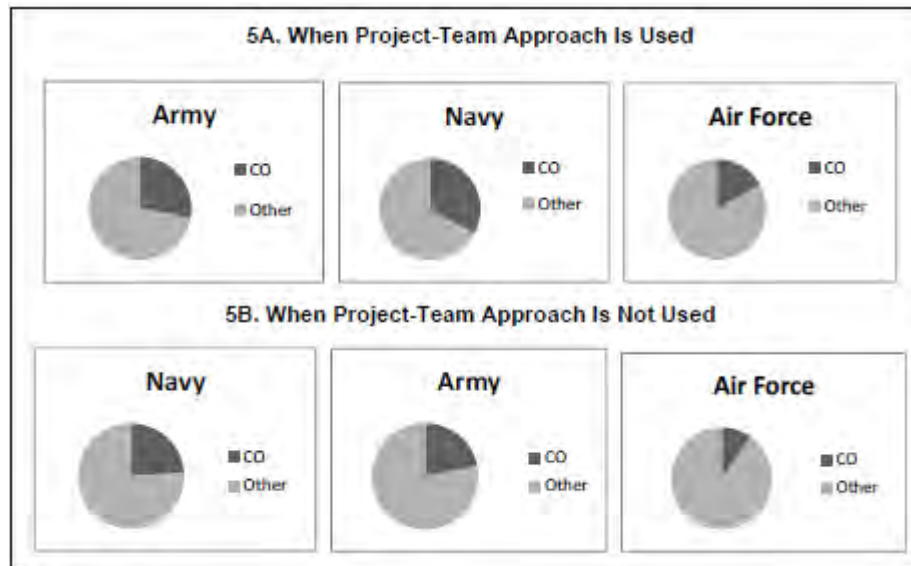 5A. When Project-Team Approach Is Used
Army
CO
Other
Navy
CO
Other
Air Force
CO
Other
5B. When Project-Team Approach Is Not Used
Navy
CO
Other
Army
CO
Other
Air Force
CO
Other